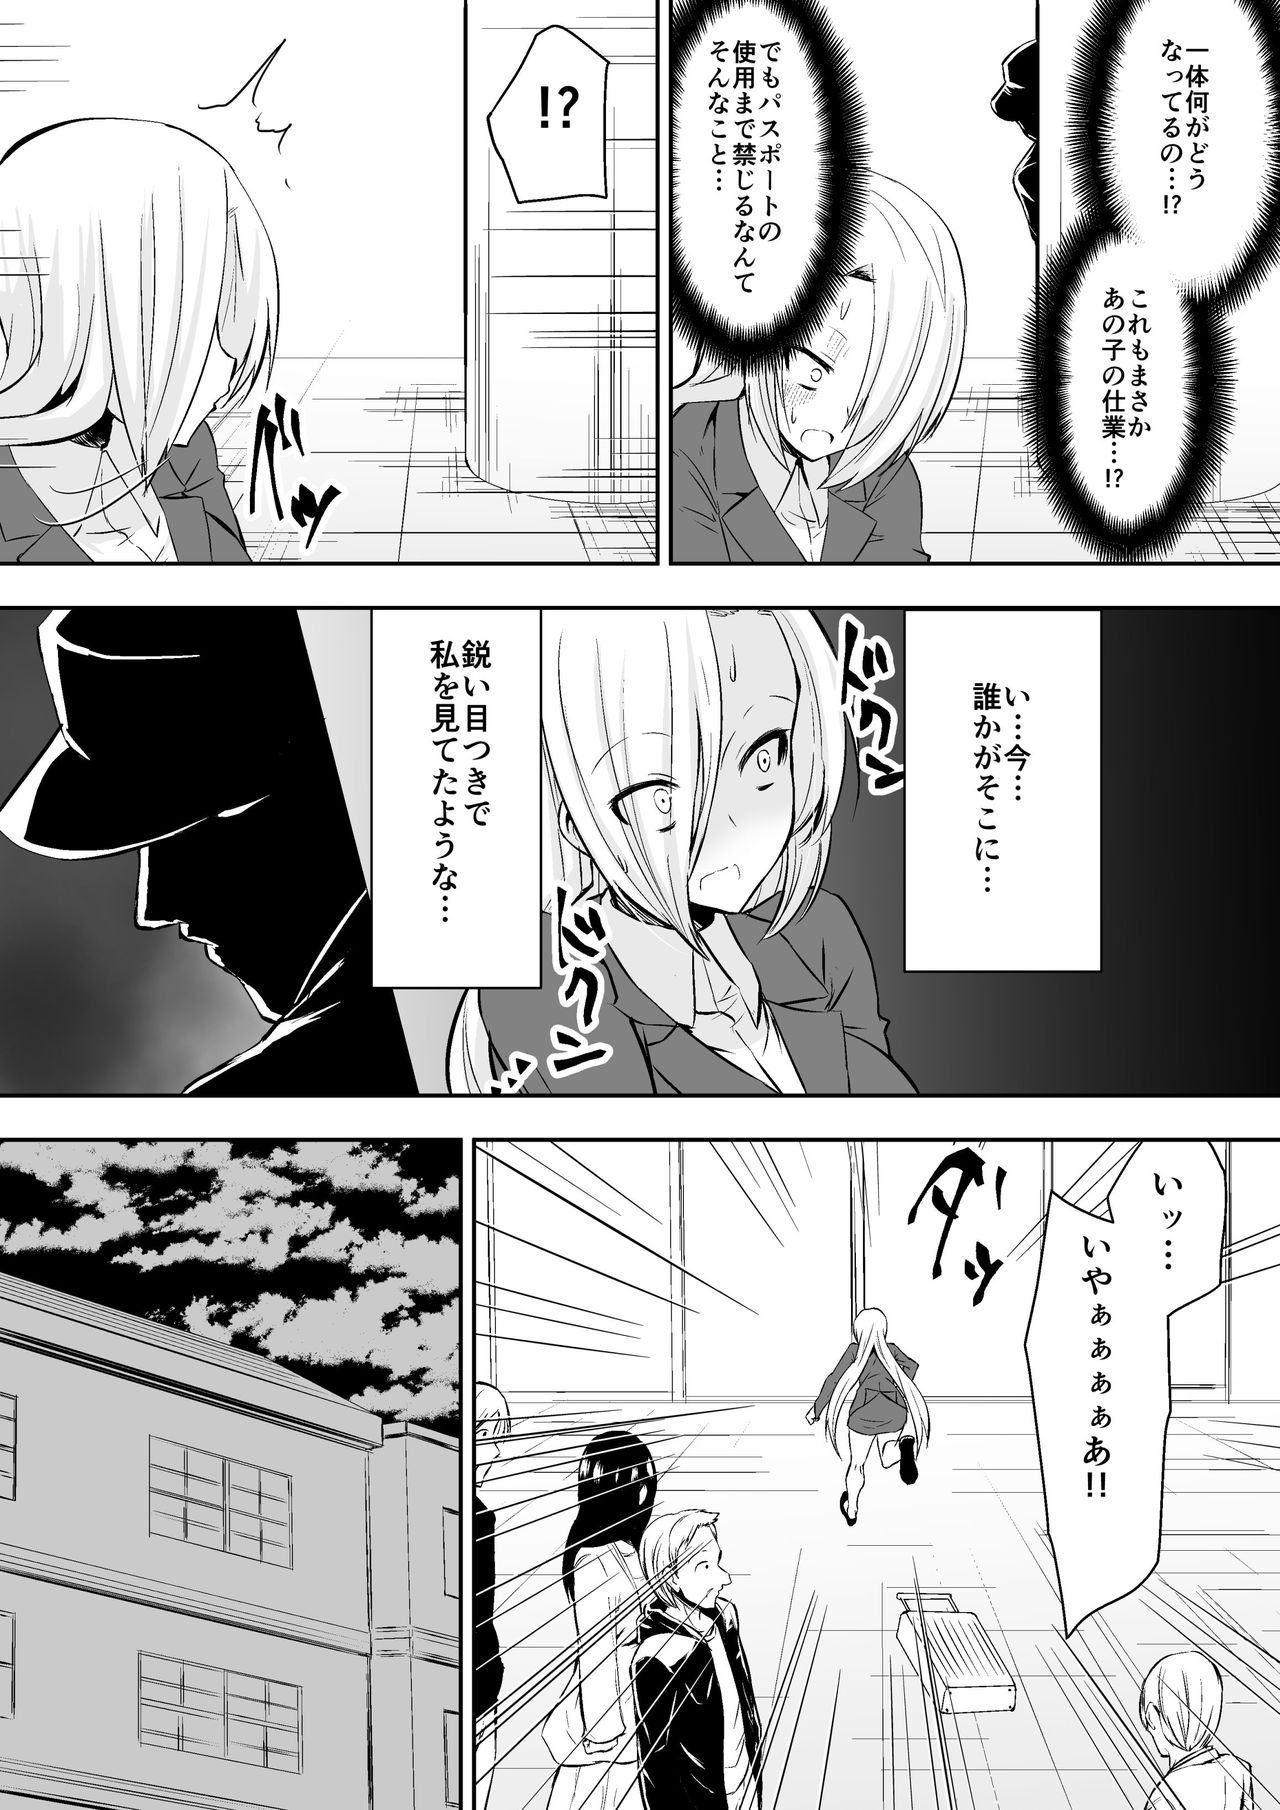 一体何がどう
なってるの…!?
これもまさか
あの子の仕業…!?
でもパスポートの
使用まで禁じるなんて
そんなこと…
!?
バッ
い…今…
誰かがそこに…
ドクン
ドクン
鋭い目つきで
私を見てたような…
いッ…
いやぁぁぁぁあ!!
ダッ